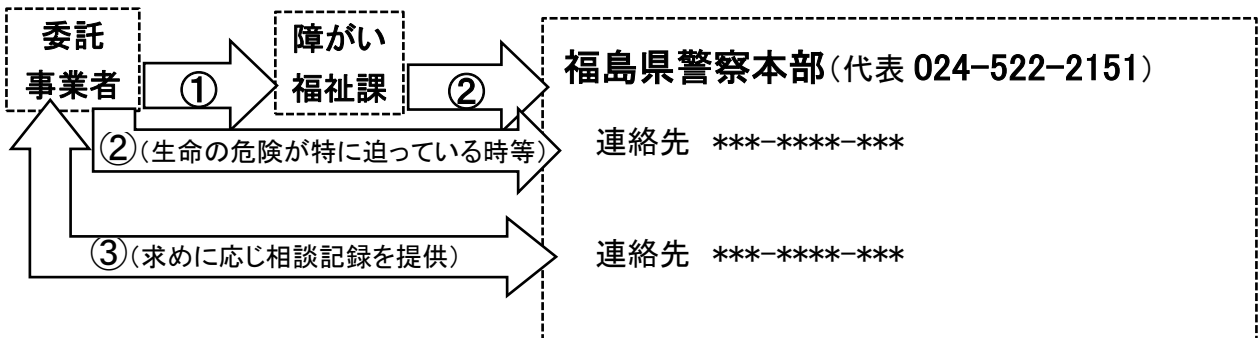 委託
事業者
①
障がい
福祉課
②
福島県警察本部(代表 024-522-2151)
②(生命の危険が特に迫っている時等)
連絡先 ***-****-***
③(求めに応じ相談記録を提供)
連絡先 ***-****-***